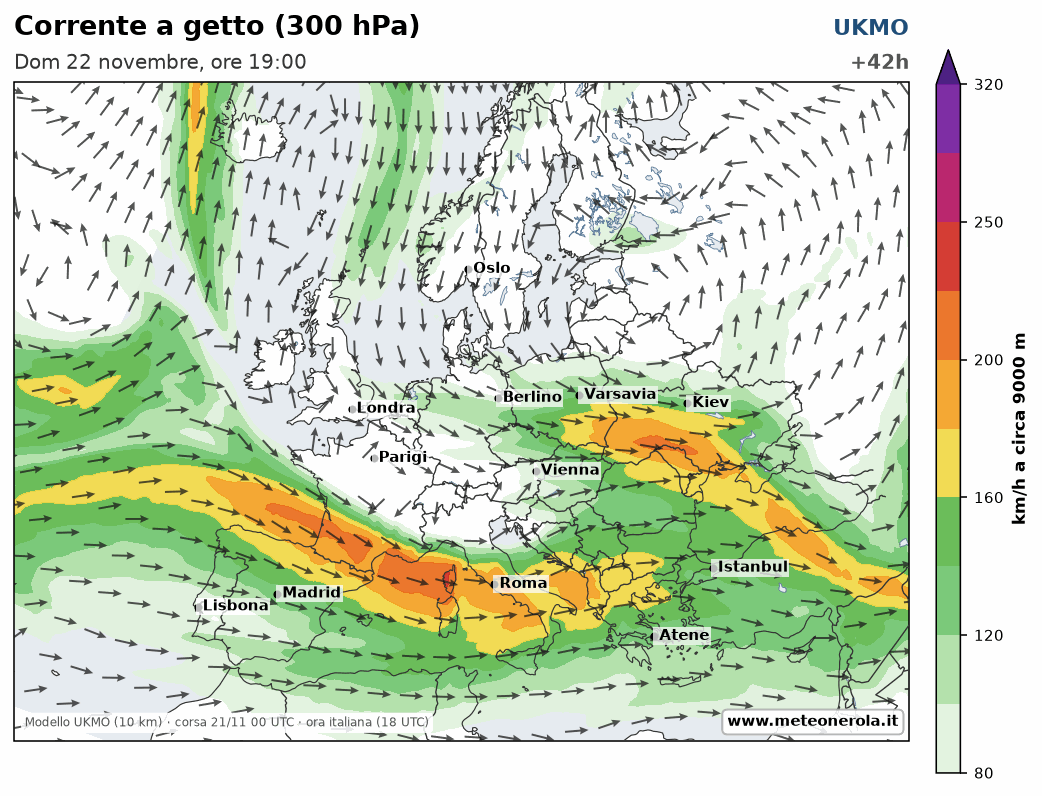 Corrente a getto (300 hPa)
UKMO
Dom 22 novembre, ore 19:00
+42h
320
250
200
160
120
80
km/h a circa 9000 m
Oslo
Berlino
Varsavia
Kiev
Londra
Parigi
Vienna
Istanbul
Roma
Madrid
Lisbona
Atene
Modello UKMO (10 km) · corsa 21/11 00 UTC · ora italiana (18 UTC)
www.meteonerola.it